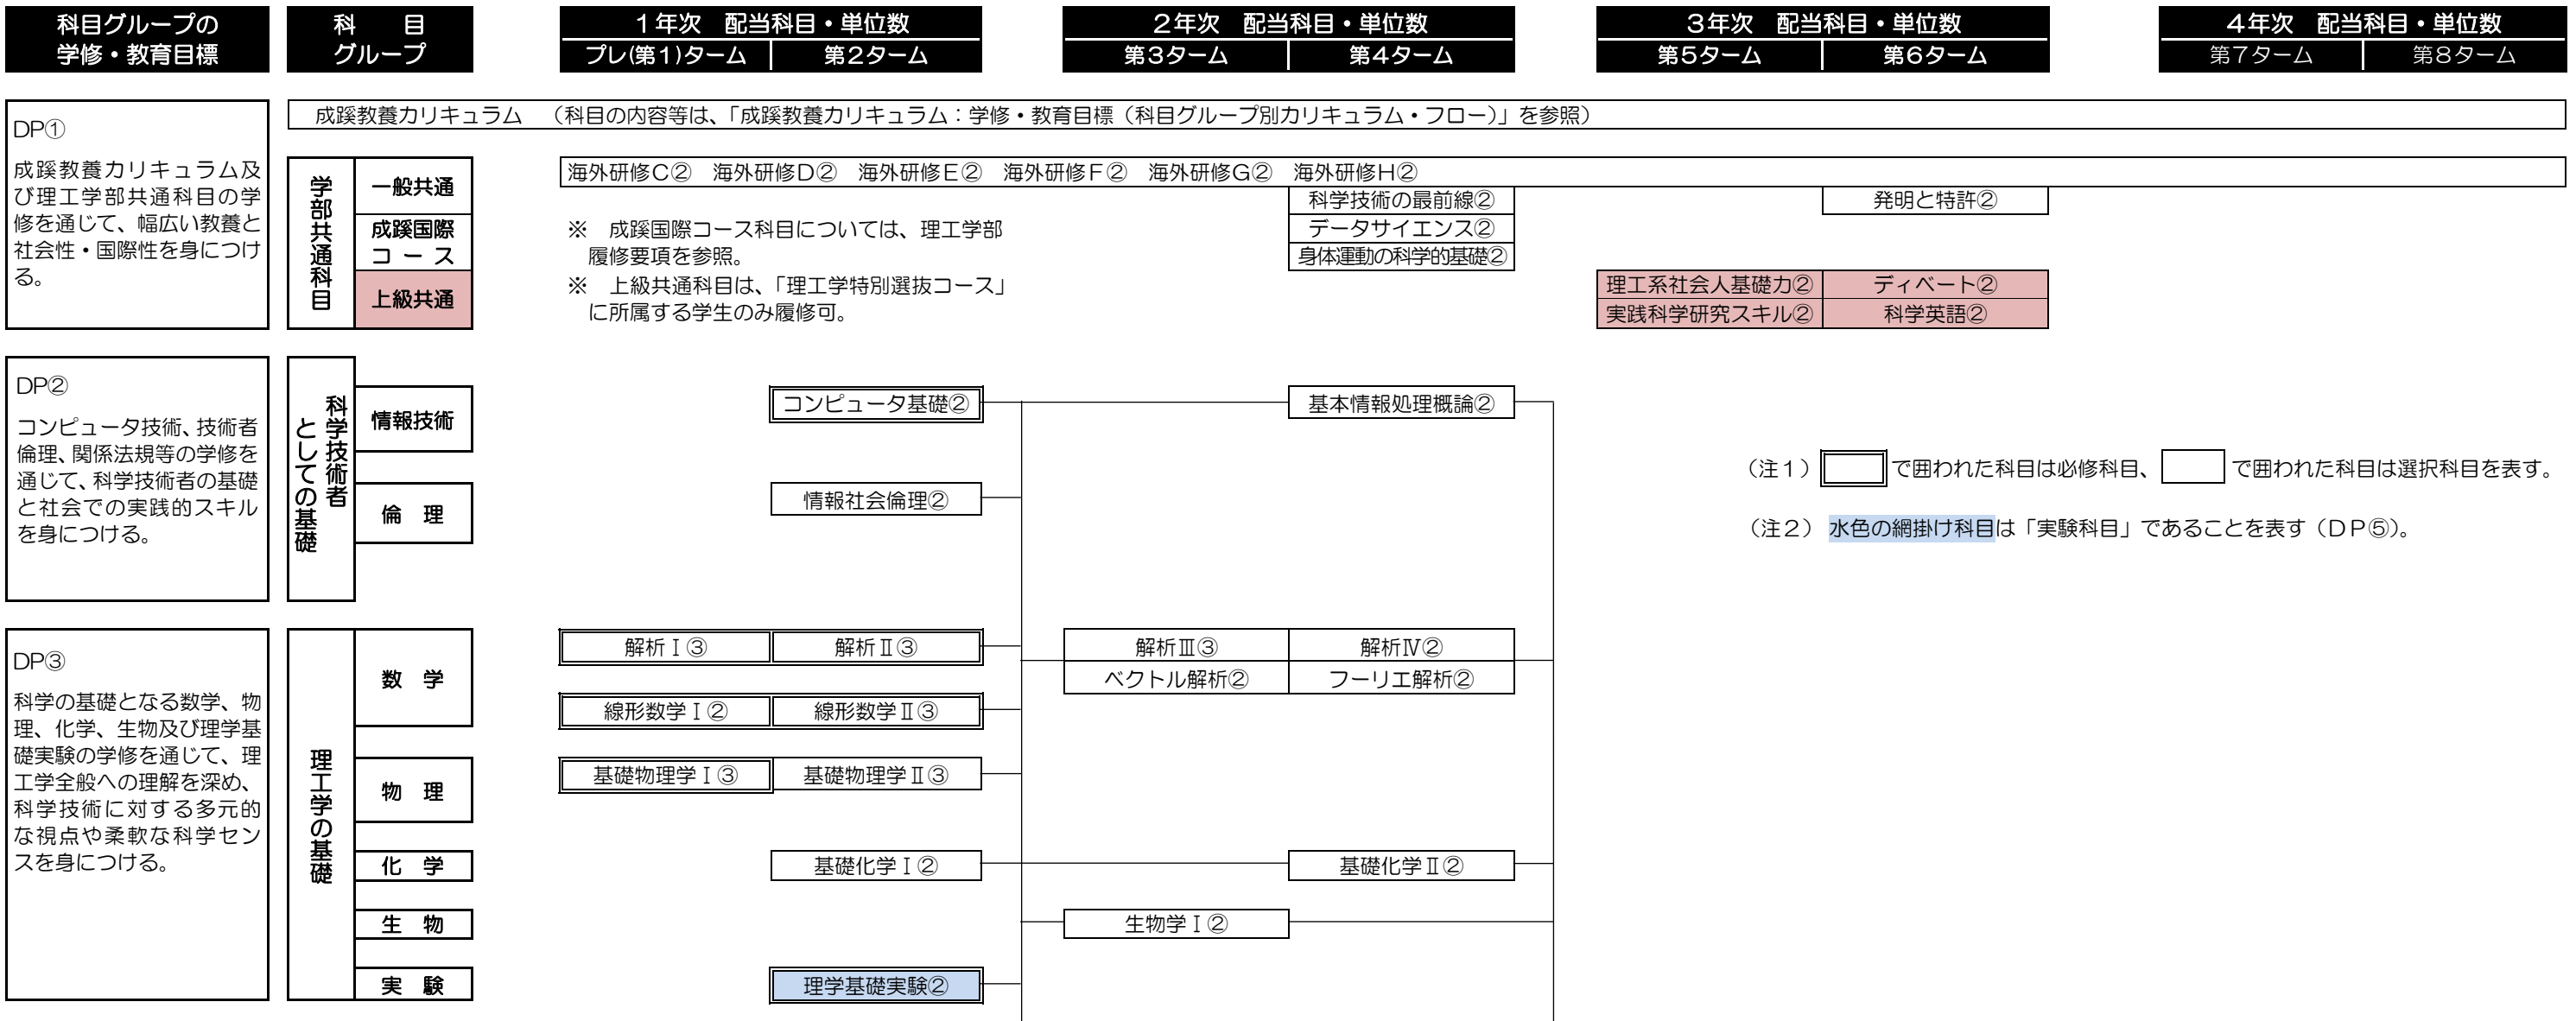 科目グループの
学修・教育目標
科　目
グループ
１年次　配当科目・単位数
プレ(第１)ターム　第２ターム
２年次　配当科目・単位数
第３ターム　第４ターム
３年次　配当科目・単位数
第５ターム　第６ターム
４年次　配当科目・単位数
第７ターム　第８ターム
DP①
成蹊教養カリキュラム及
び理工学部共通科目の学
修を通じて、幅広い教養と
社会性・国際性を身につけ
る。
成蹊教養カリキュラム　（科目の内容等は、「成蹊教養カリキュラム：学修・教育目標（科目グループ別カリキュラム・フロー）」を参照）
学部共通科目
一般共通
成蹊国際
コース
上級共通
海外研修Ｃ②　海外研修Ｄ②　海外研修Ｅ②　海外研修Ｆ②　海外研修Ｇ②　海外研修Ｈ②
科学技術の最前線②
データサイエンス②
身体運動の科学的基礎②
発明と特許②
※　成蹊国際コース科目については、理工学部
履修要項を参照。
※　上級共通科目は、「理工学特別選抜コース」
に所属する学生のみ履修可。
理工系社会人基礎力②　ディベート②
実践科学研究スキル②　科学英語②
DP②
コンピュータ技術、技術者
倫理、関係法規等の学修を
通じて、科学技術者の基礎
と社会での実践的スキル
を身につける。
科学技術者
としての基礎
情報技術
倫　理
コンピュータ基礎②　基本情報処理概論②
情報社会倫理②
（注１）　で囲われた科目は必修科目、　で囲われた科目は選択科目を表す。
（注２） 水色の網掛け科目は「実験科目」であることを表す（ＤＰ⑤）。
DP③
科学の基礎となる数学、物
理、化学、生物及び理学基
礎実験の学修を通じて、理
工学全般への理解を深め、
科学技術に対する多元的
な視点や柔軟な科学セン
スを身につける。
理工学の基礎
数　学
解析Ⅰ③　解析Ⅱ③　解析Ⅲ③　解析Ⅳ②
ベクトル解析②　フーリエ解析②
線形数学Ⅰ②　線形数学Ⅱ③
物　理
基礎物理学Ⅰ③　基礎物理学Ⅱ③
化　学
基礎化学Ⅰ②　基礎化学Ⅱ②
生　物
生物学Ⅰ②
実　験
理学基礎実験②